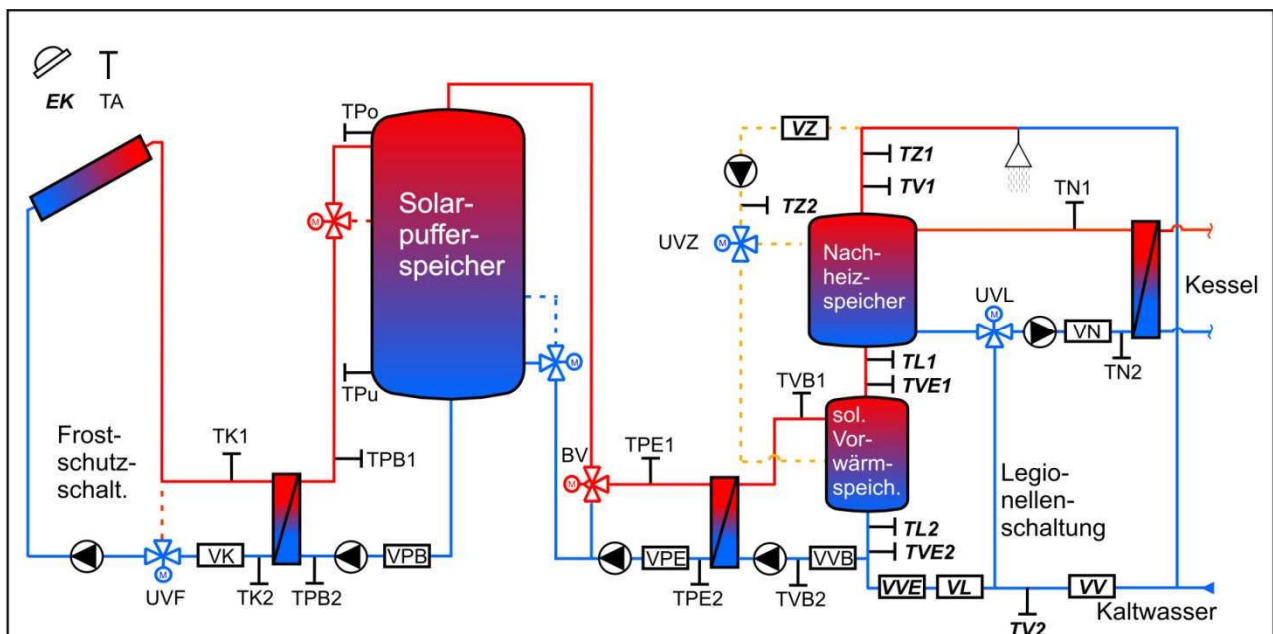 EK
TA
TPo
Solar-
puffer-
speicher
TPu
M
Frost-
schutz-
schalt.
TK1
TPB1
UVF
M
VK
TK2
TPB2
VPB
M
BV
M
TPE1
VPE
TPE2
TVB1
TVB2
VVB
VZ
TZ1
TV1
TZ2
UVZ
M
Nach-
heiz-
speicher
TL1
TVE1
sol.
Vor-
wärm-
speich.
TL2
TVE2
VVE
VL
TN1
UVL
M
VN
TN2
Kessel
Legio-
nellen-
schaltung
TV2
VV
Kaltwasser